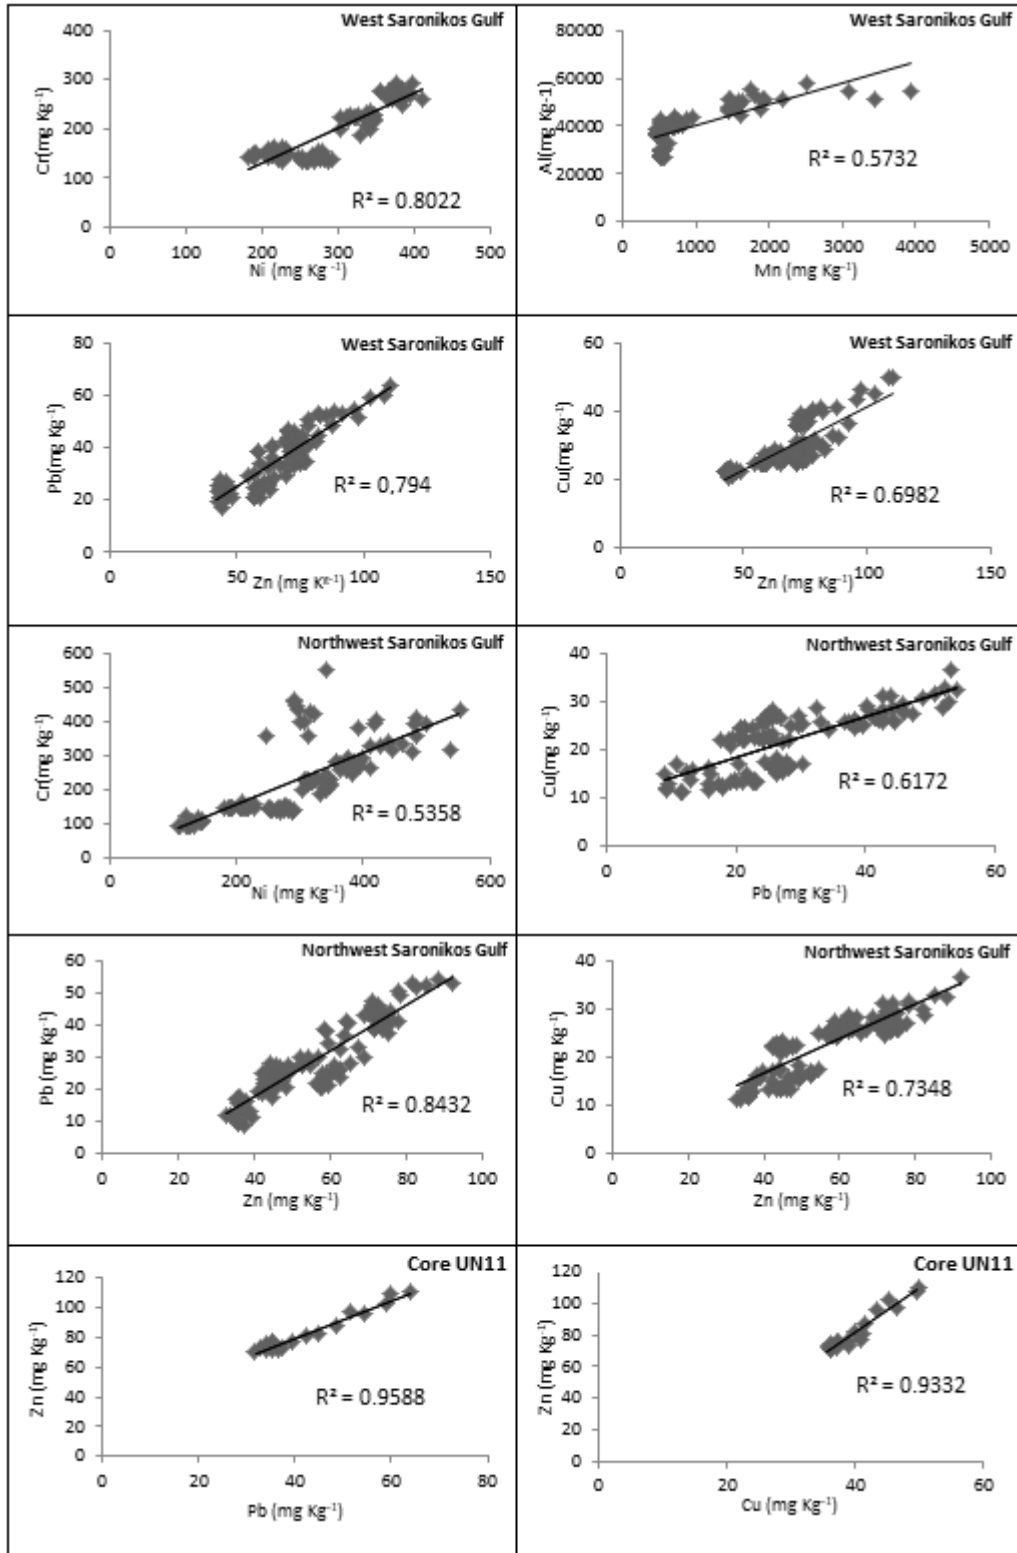 West Saronikos Gulf
400
300
200
100
0
Cr(mg Kg⁻¹)
R² = 0.8022
0 100 200 300 400 500
Ni (mg Kg⁻¹)
West Saronikos Gulf
80000
60000
40000
20000
0
Al(mg Kg-1)
R² = 0.5732
0 1000 2000 3000 4000 5000
Mn (mg Kg⁻¹)
West Saronikos Gulf
80
60
40
20
0
Pb(mg Kg⁻¹)
R² = 0,794
0 50 100 150
Zn (mg Kg⁻¹)
West Saronikos Gulf
60
40
20
0
Cu(mg Kg⁻¹)
R² = 0.6982
0 50 100 150
Zn (mg Kg⁻¹)
Northwest Saronikos Gulf
600
500
400
300
200
100
0
Cr(mg Kg⁻¹)
R² = 0.5358
0 200 400 600
Ni (mg Kg⁻¹)
Northwest Saronikos Gulf
40
30
20
10
0
Cu(mg Kg⁻¹)
R² = 0.6172
0 20 40 60
Pb (mg Kg⁻¹)
Northwest Saronikos Gulf
60
50
40
30
20
10
0
Pb (mg Kg⁻¹)
R² = 0.8432
0 20 40 60 80 100
Zn (mg Kg⁻¹)
Northwest Saronikos Gulf
40
30
20
10
0
Cu (mg Kg⁻¹)
R² = 0.7348
0 20 40 60 80 100
Zn (mg Kg⁻¹)
Core UN11
120
100
80
60
40
20
0
Zn (mg Kg⁻¹)
R² = 0.9588
0 20 40 60 80
Pb (mg Kg⁻¹)
Core UN11
120
100
80
60
40
20
0
Zn (mg Kg⁻¹)
R² = 0.9332
0 20 40 60
Cu (mg Kg⁻¹)